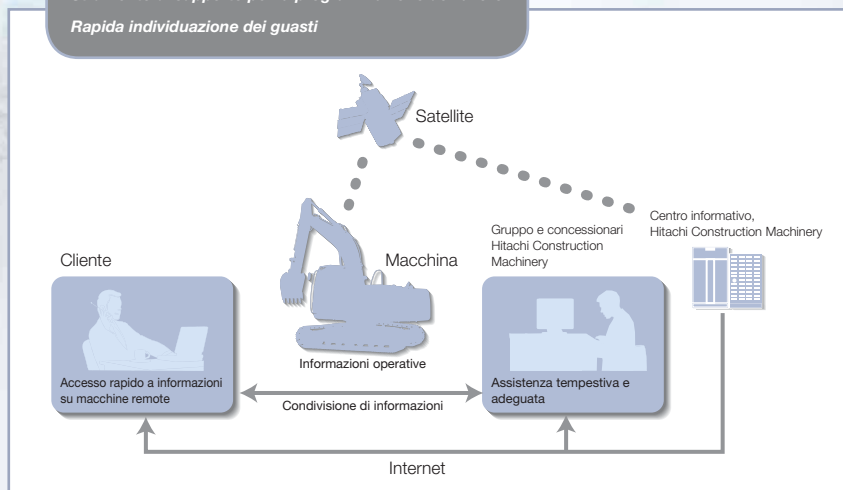 Rapida individuazione dei guasti
Satellite
Centro informativo,
Hitachi Construction Machinery
Gruppo e concessionari
Hitachi Construction
Machinery
Cliente
Macchina
Informazioni operative
Accesso rapido a informazioni
su macchine remote
Assistenza tempestiva e
adeguata
Condivisione di informazioni
Internet